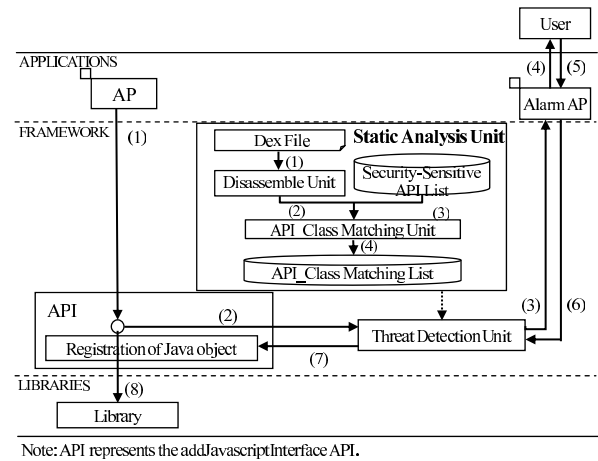 User
APPLICATIONS
(4)
(5)
AP
Alarm AP
FRAMEWORK
(1)
Static Analysis Unit
Dex File
(1)
Security-Sensitive
API List
Disassemble Unit
(2)
(3)
API_Class Matching Unit
(4)
API_Class Matching List
API
(2)
(3)
(6)
Threat Detection Unit
Registration of Java object
(7)
LIBRARIES
(8)
Library
Note: API represents the addJavascriptInterface API.